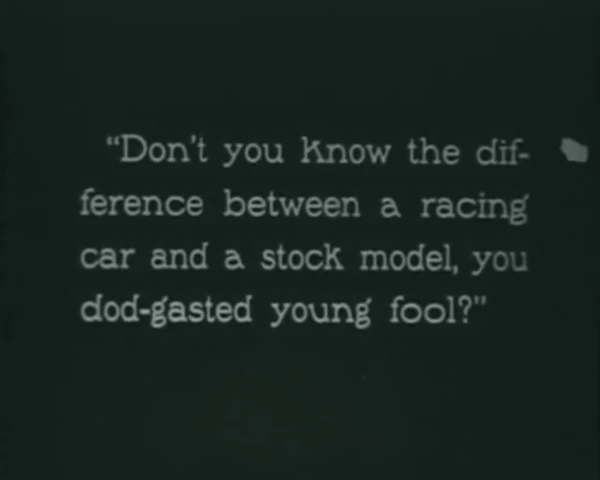 “Don't you know the dif-
ference between a racing
car and a stock model, you
dod-gasted young fool?”